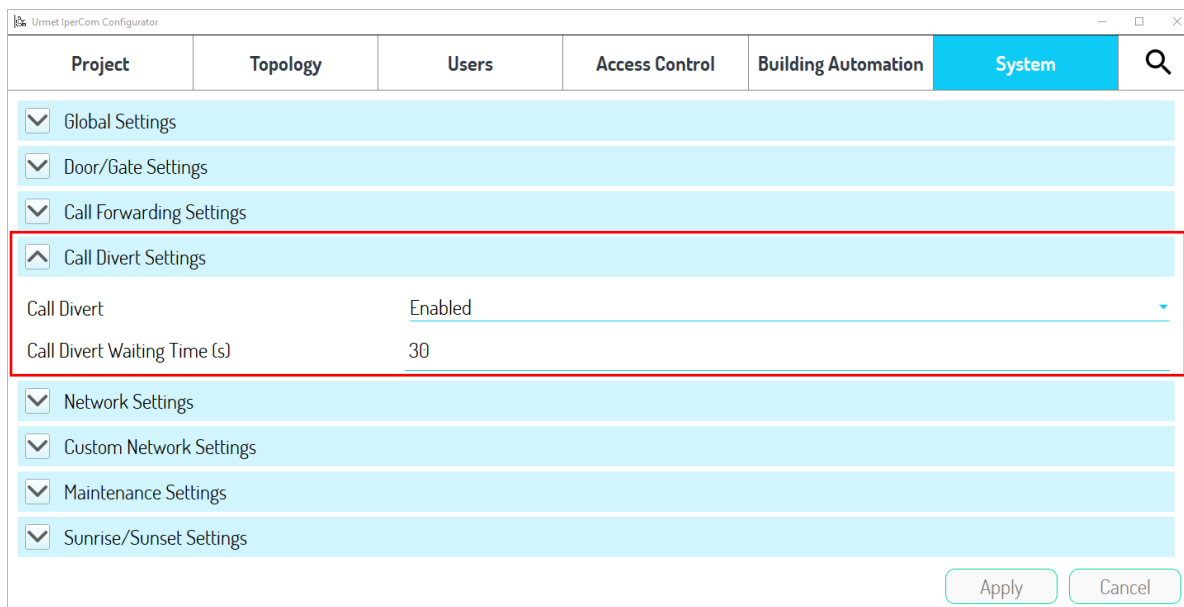 Urmet IperCom Configurator
Project Topology Users Access Control Building Automation System
Global Settings
Door/Gate Settings
Call Forwarding Settings
Call Divert Settings
Call Divert Enabled
Call Divert Waiting Time (s) 30
Network Settings
Custom Network Settings
Maintenance Settings
Sunrise/Sunset Settings
Apply Cancel